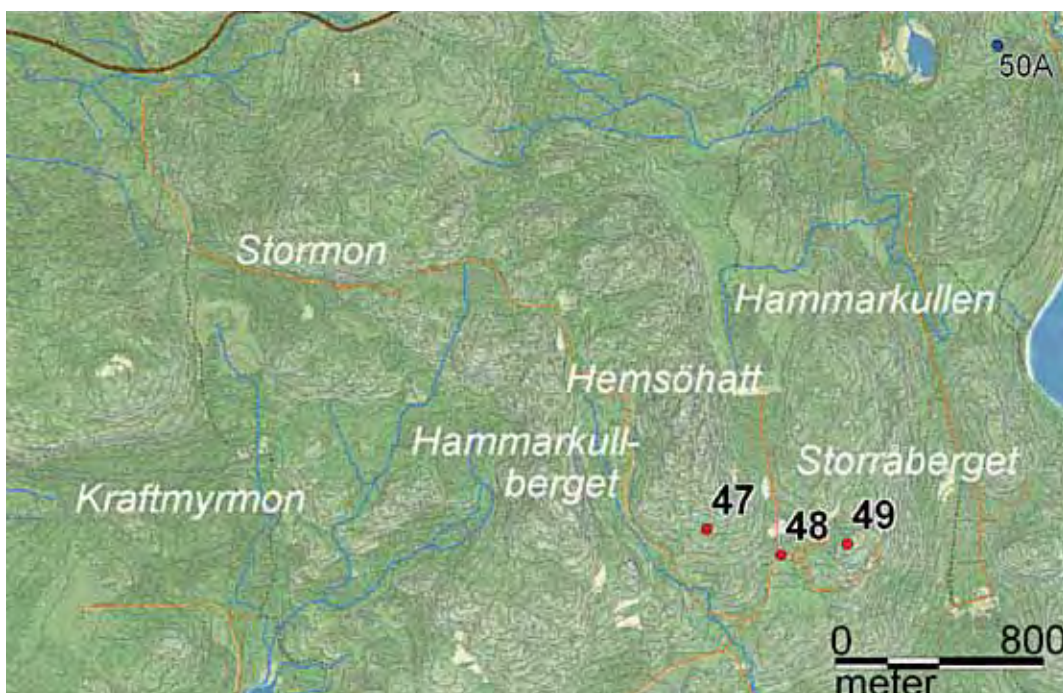 50A
Stormon
Hammarkullen
Hemsöhatt
Hammarkull-
berget
Storråberget
Kraftmyrmon
47
48
49
0 800
meter